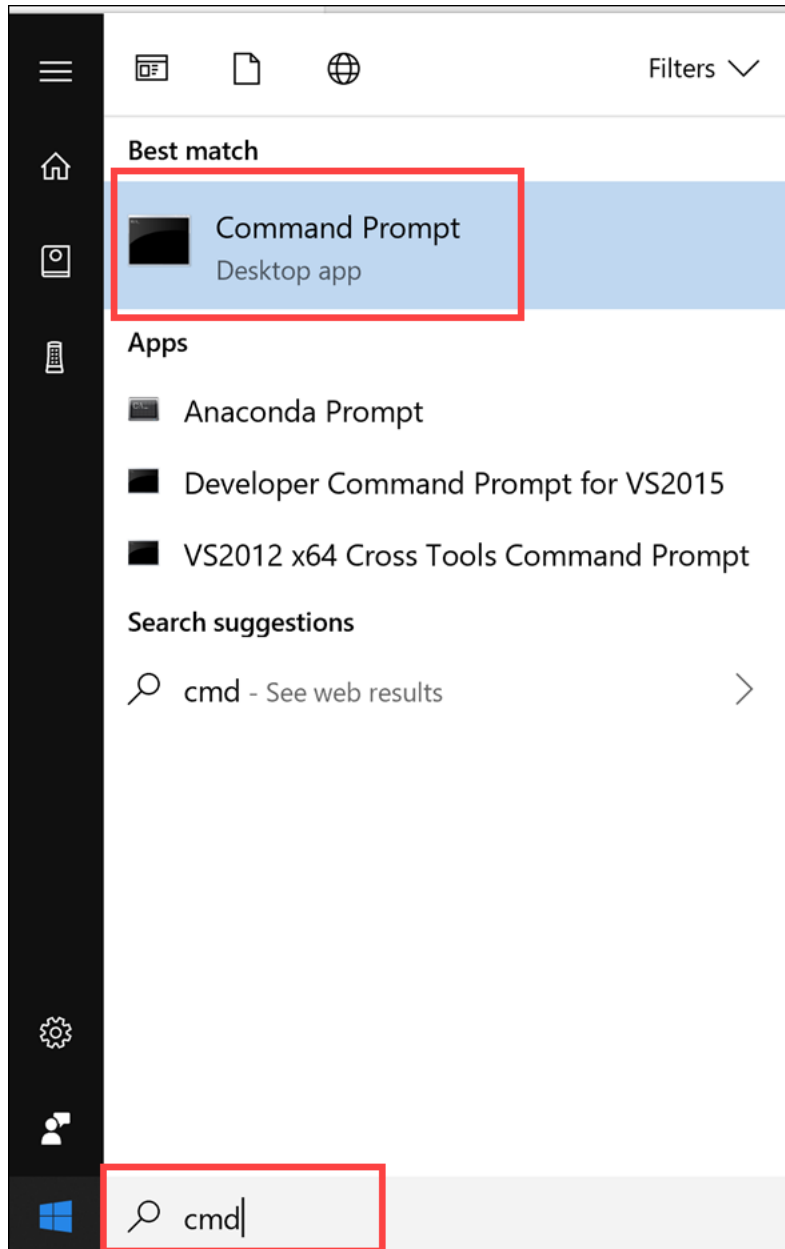 Filters
Best match
Command Prompt
Desktop app
Apps
Anaconda Prompt
Developer Command Prompt for VS2015
VS2012 x64 Cross Tools Command Prompt
Search suggestions
cmd - See web results
cmd